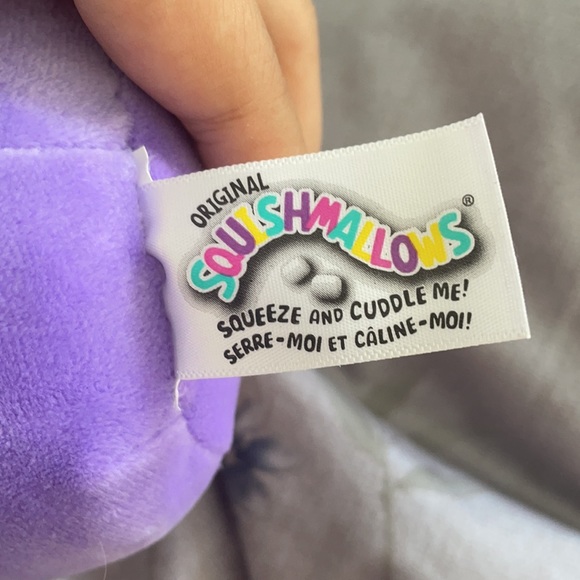 ORIGINAL
SQUISHMALLOWS®
SQUEEZE AND CUDDLE ME!
SERRE-MOI ET CÂLINE-MOI!